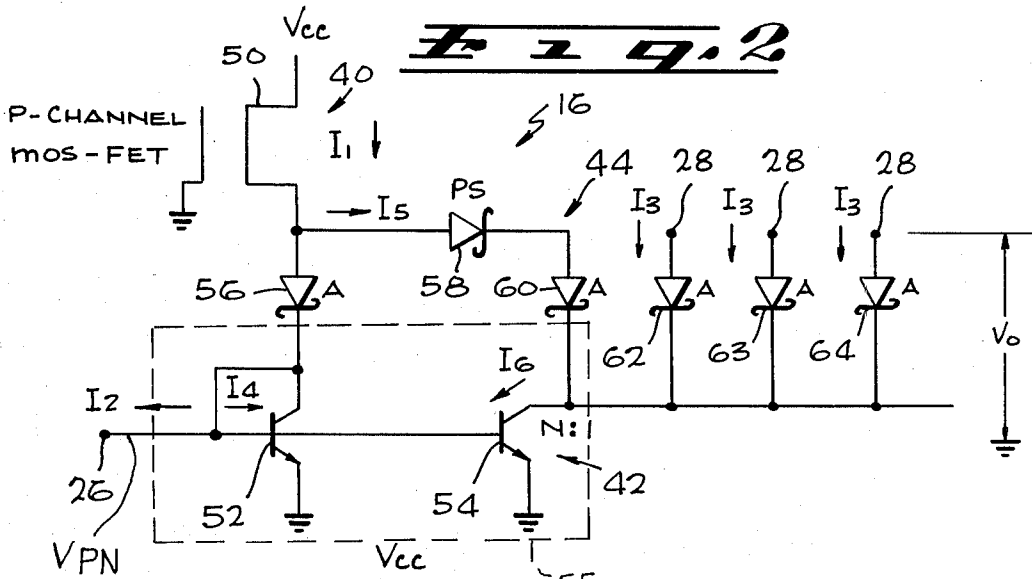 Fig. 2
Vcc
50
40
16
P-CHANNEL
MOS-FET
I1
44
28
28
28
PS
I3
I3
I3
I5
58
56
A
60
A
A
A
A
62
63
64
Vo
I6
I2
I4
N:
26
52
54
42
VPN
Vcc